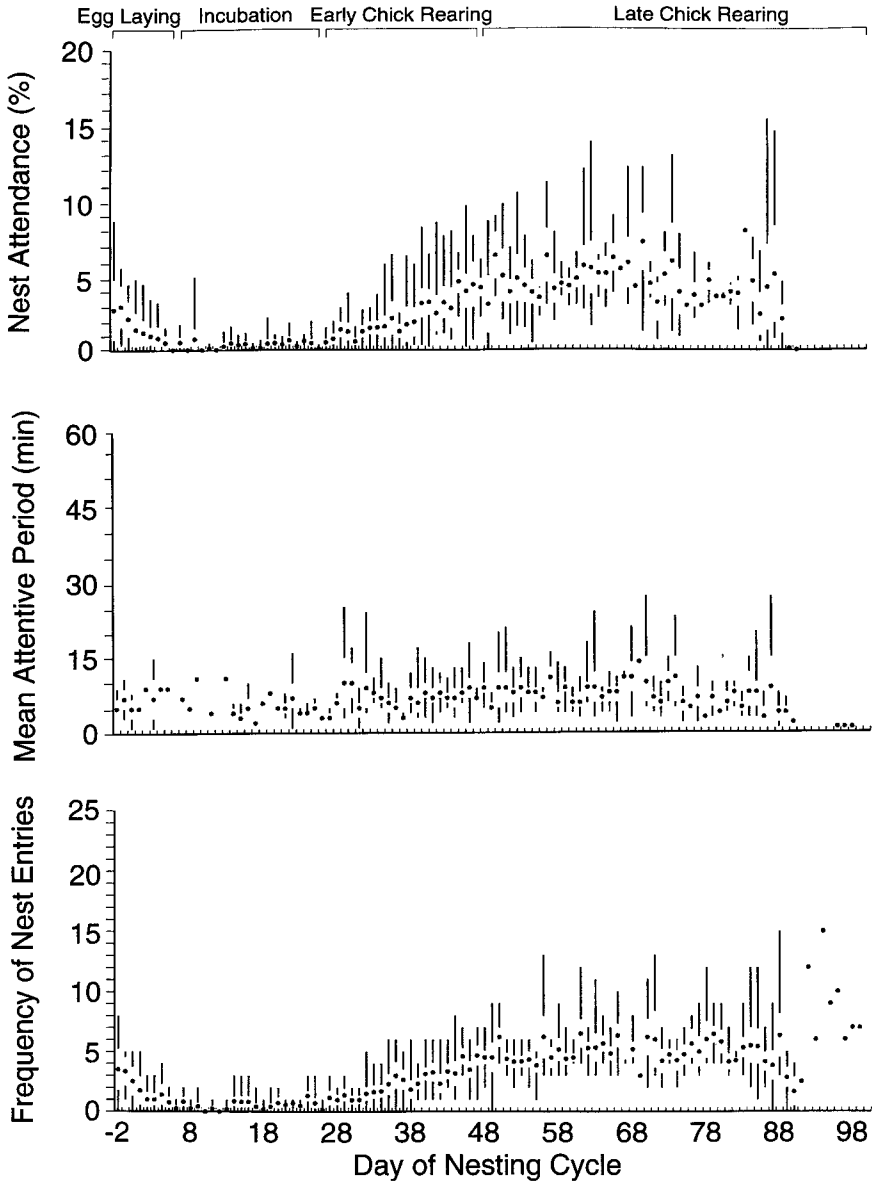 Egg Laying Incubation Early Chick Rearing Late Chick Rearing
Nest Attendance (%)
20
15
10
5
0
Mean Attentive Period (min)
60
45
30
15
0
Frequency of Nest Entries
25
20
15
10
5
0
-2 8 18 28 38 48 58 68 78 88 98
Day of Nesting Cycle